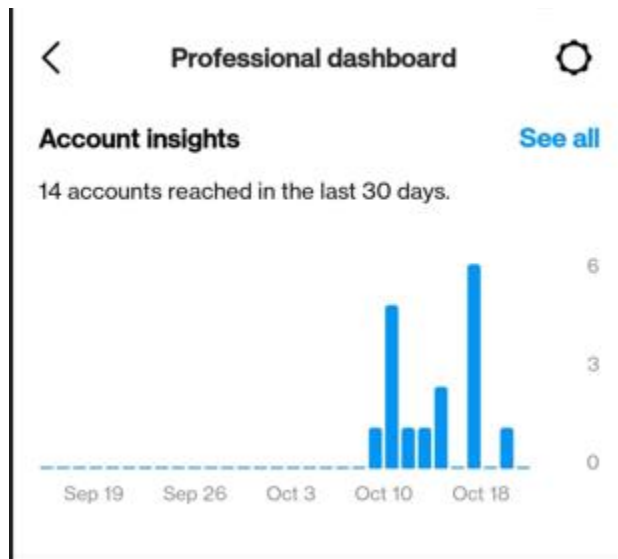 Professional dashboard
Account insights See all
14 accounts reached in the last 30 days.
6
3
0
Sep 19 Sep 26 Oct 3 Oct 10 Oct 18